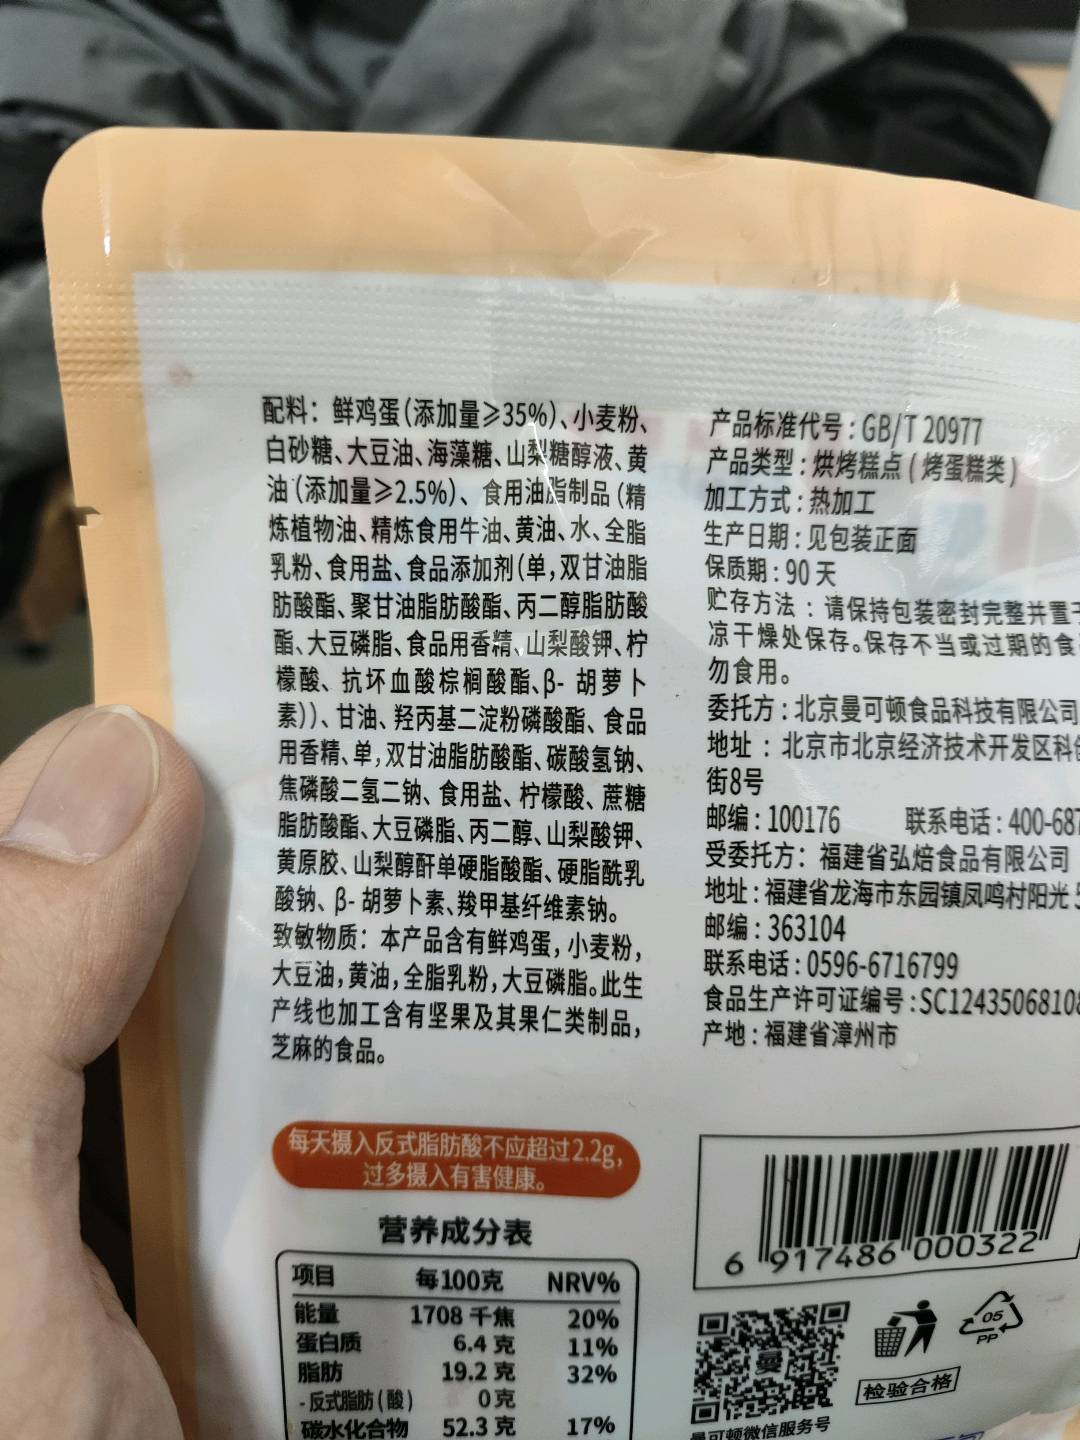 配料：鲜鸡蛋(添加量≥35%)、小麦粉、
白砂糖、大豆油、海藻糖、山梨糖醇液、黄
油(添加量≥2.5%)、食用油脂制品(精
炼植物油、精炼食用牛油、黄油、水、全脂
乳粉、食用盐、食品添加剂(单,双甘油脂
肪酸酯、聚甘油脂肪酸酯、丙二醇脂肪酸
酯、大豆磷脂、食品用香精、山梨酸钾、柠
檬酸、抗坏血酸棕榈酸酯、β-胡萝卜
素))、甘油、羟丙基二淀粉磷酸酯、食品
用香精、单,双甘油脂肪酸酯、碳酸氢钠、
焦磷酸二氢二钠、食用盐、柠檬酸、蔗糖
脂肪酸酯、大豆磷脂、丙二醇、山梨酸钾、
黄原胶、山梨醇酐单硬脂酸酯、硬脂酰乳
酸钠、β-胡萝卜素、羧甲基纤维素钠。
致敏物质：本产品含有鲜鸡蛋,小麦粉,
大豆油,黄油,全脂乳粉,大豆磷脂。此生
产线也加工含有坚果及其果仁类制品,
芝麻的食品。
每天摄入反式脂肪酸不应超过2.2g,
过多摄入有害健康。
营养成分表
项目 每100克 NRV%
能量 1708 千焦 20%
蛋白质 6.4 克 11%
脂肪 19.2 克 32%
-反式脂肪(酸) 0克
碳水化合物 52.3 克 17%
产品标准代号:GB/T 20977
产品类型:烘烤糕点(烤蛋糕类)
加工方式:热加工
生产日期:见包装正面
保质期:90天
贮存方法：请保持包装密封完整并置于
凉干燥处保存。保存不当或过期的食
勿食用。
委托方:北京曼可顿食品科技有限公司
地址：北京市北京经济技术开发区科
街8号
邮编:100176 联系电话:400-687
受委托方：福建省弘焙食品有限公司
地址:福建省龙海市东园镇凤鸣村阳光
邮编:363104
联系电话:0596-6716799
食品生产许可证编号:SC1243506810
产地:福建省漳州市
6 917486 000322
曼
05
PP
检验合格
曼可顿微信服务号